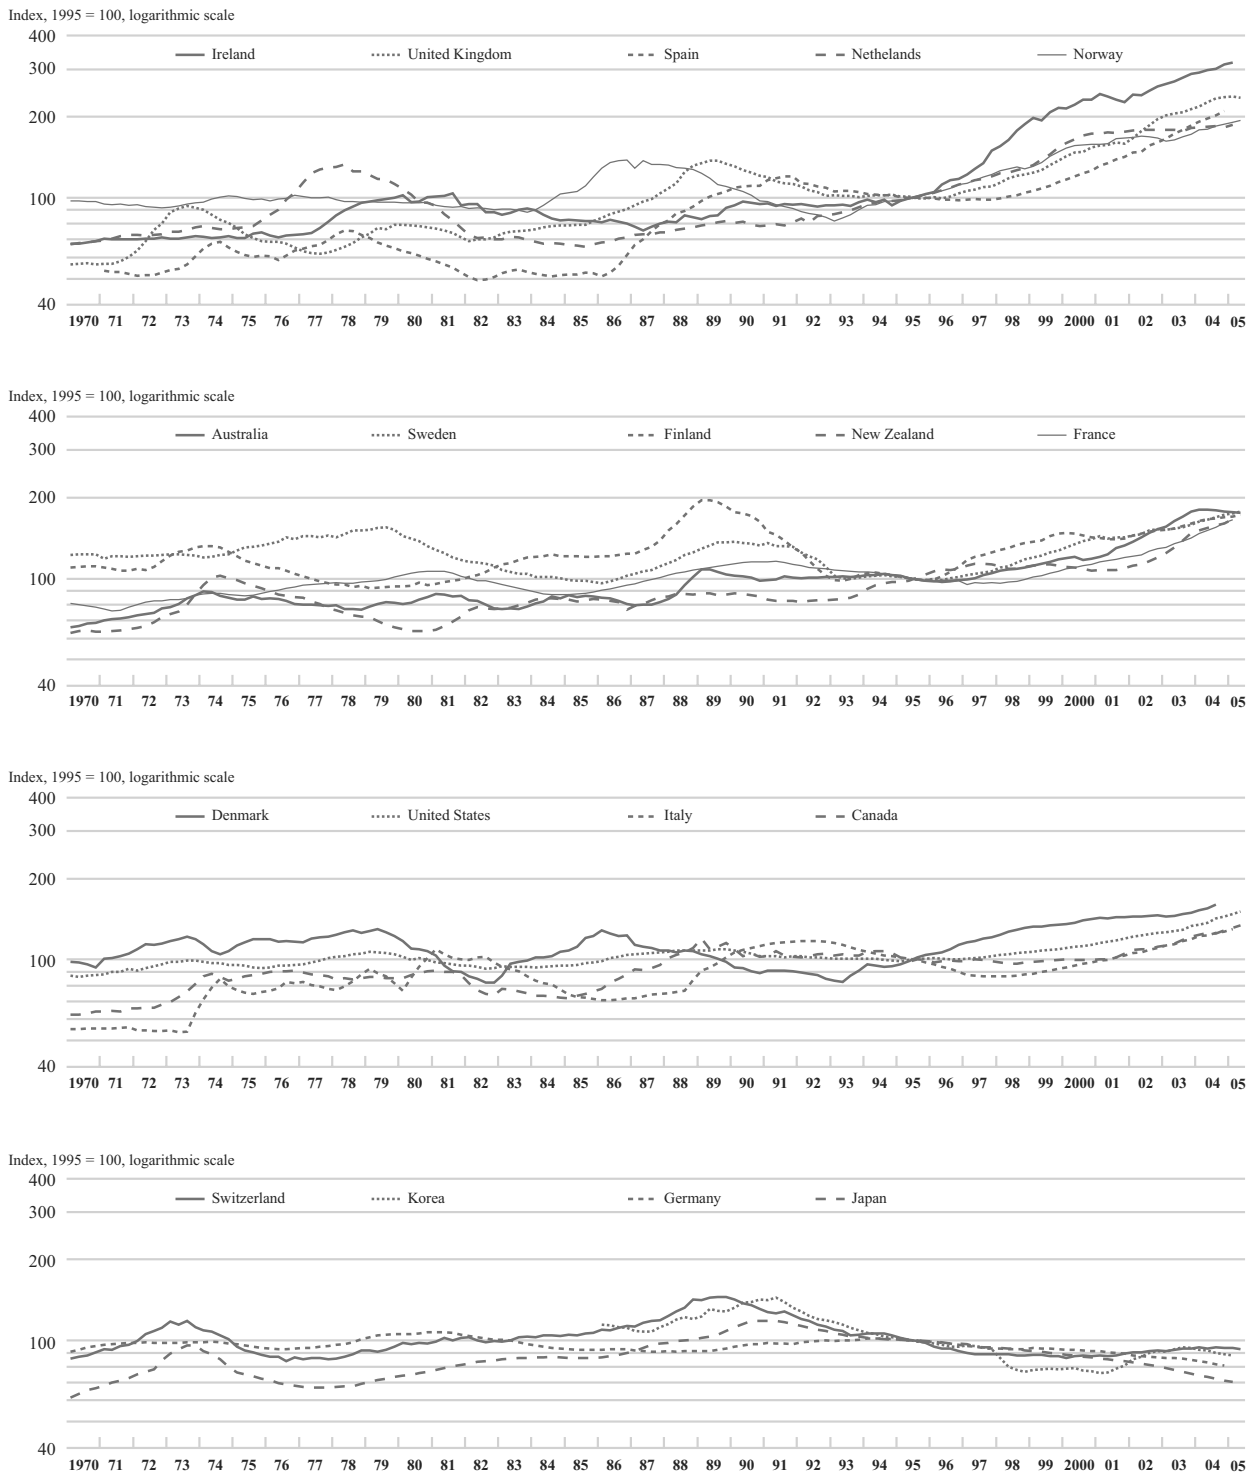 Index, 1995 = 100, logarithmic scale
400
Ireland United Kingdom Spain Nethelands Norway
300
200
100
40
1970 71 72 73 74 75 76 77 78 79 80 81 82 83 84 85 86 87 88 89 90 91 92 93 94 95 96 97 98 99 2000 01 02 03 04 05
Index, 1995 = 100, logarithmic scale
400
Australia Sweden Finland New Zealand France
300
200
100
40
1970 71 72 73 74 75 76 77 78 79 80 81 82 83 84 85 86 87 88 89 90 91 92 93 94 95 96 97 98 99 2000 01 02 03 04 05
Index, 1995 = 100, logarithmic scale
400
Denmark United States Italy Canada
300
200
100
40
1970 71 72 73 74 75 76 77 78 79 80 81 82 83 84 85 86 87 88 89 90 91 92 93 94 95 96 97 98 99 2000 01 02 03 04 05
Index, 1995 = 100, logarithmic scale
400
Switzerland Korea Germany Japan
300
200
100
40
1970 71 72 73 74 75 76 77 78 79 80 81 82 83 84 85 86 87 88 89 90 91 92 93 94 95 96 97 98 99 2000 01 02 03 04 05